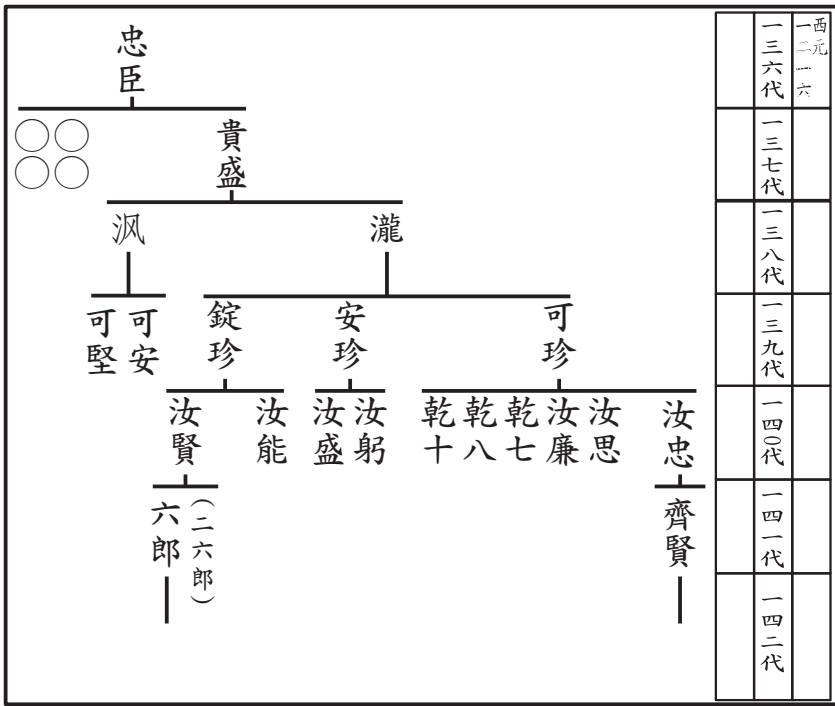 西元
一二一六
一三六代
一三七代
一三八代
一三九代
一四〇代
一四一代
一四二代
忠臣
貴盛
瀧
沨
可珍
安珍
錠珍
可安
可堅
汝忠
汝思
汝廉
乾七
乾八
乾十
汝躬
汝盛
汝能
汝賢
齊賢
(二六郎)
六郎